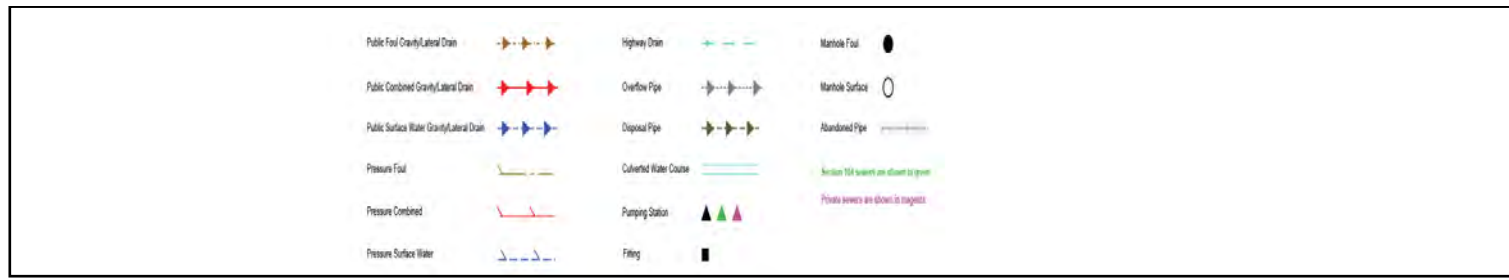 Public Foul Gravity/Lateral Drain
Public Combined Gravity/Lateral Drain
Public Surface Water Gravity/Lateral Drain
Pressure Foul
Pressure Combined
Pressure Surface Water
Highway Drain
Overflow Pipe
Disposal Pipe
Culverted Water Course
Pumping Station
Fitting
Manhole Foul
Manhole Surface
Abandoned Pipe
Section 104 sewers are shown in green
Private sewers are shown in magenta